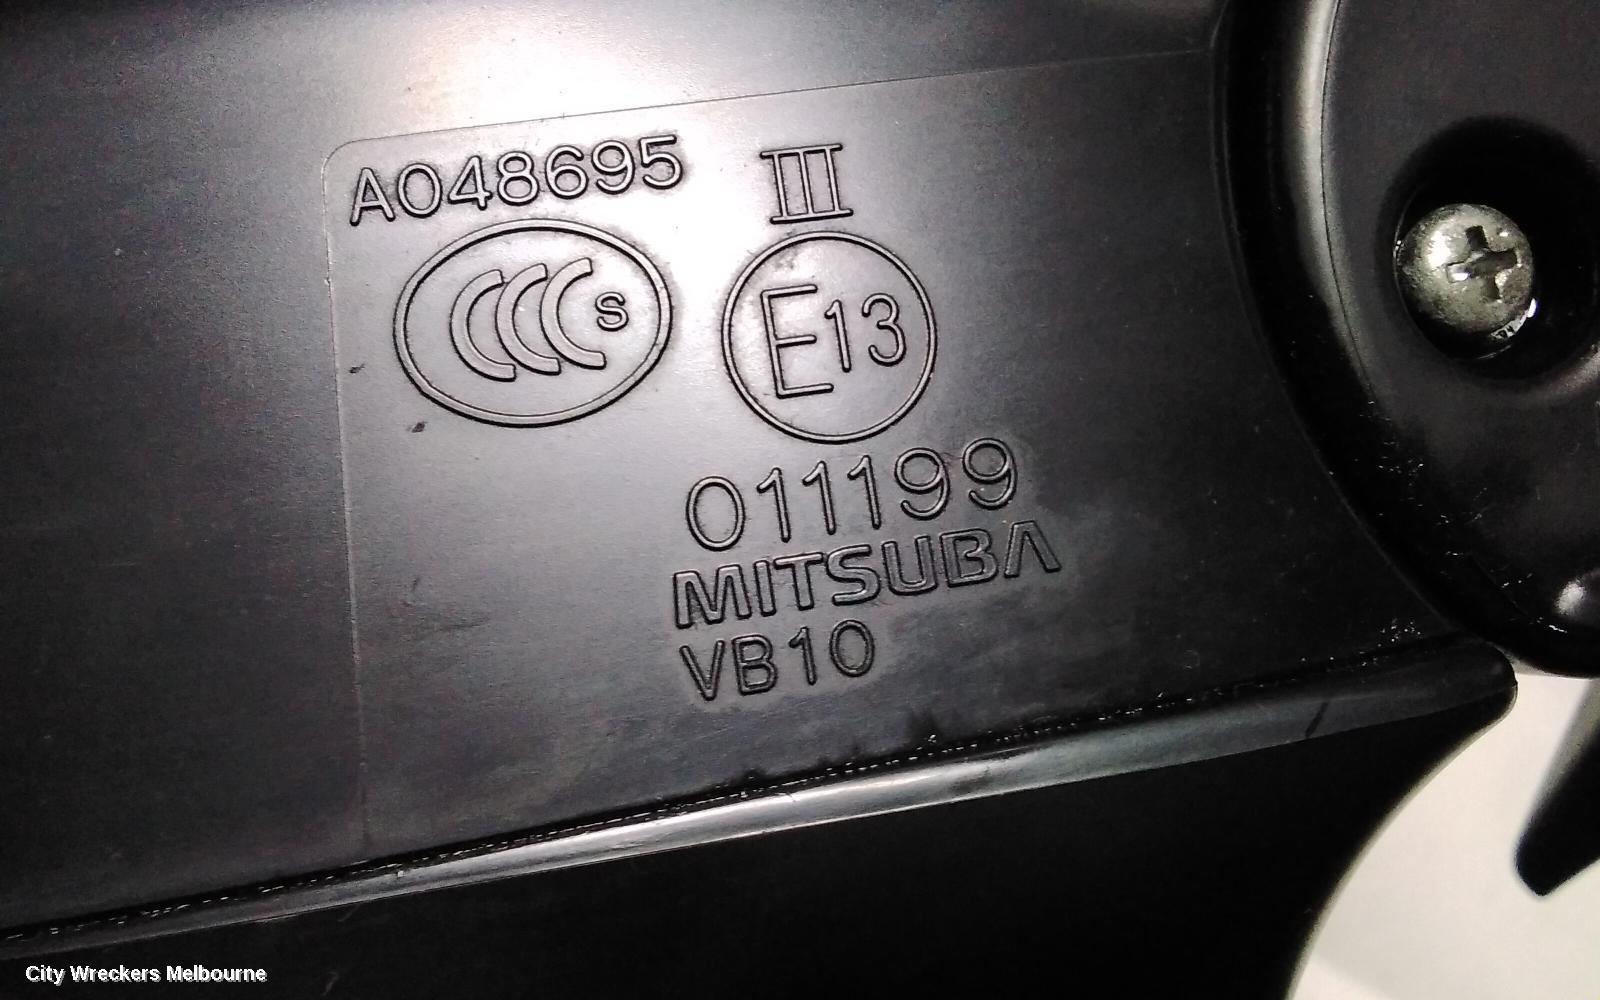 A048695
III
CCC S
E13
011199
MITSUBA
VB10
City Wreckers Melbourne